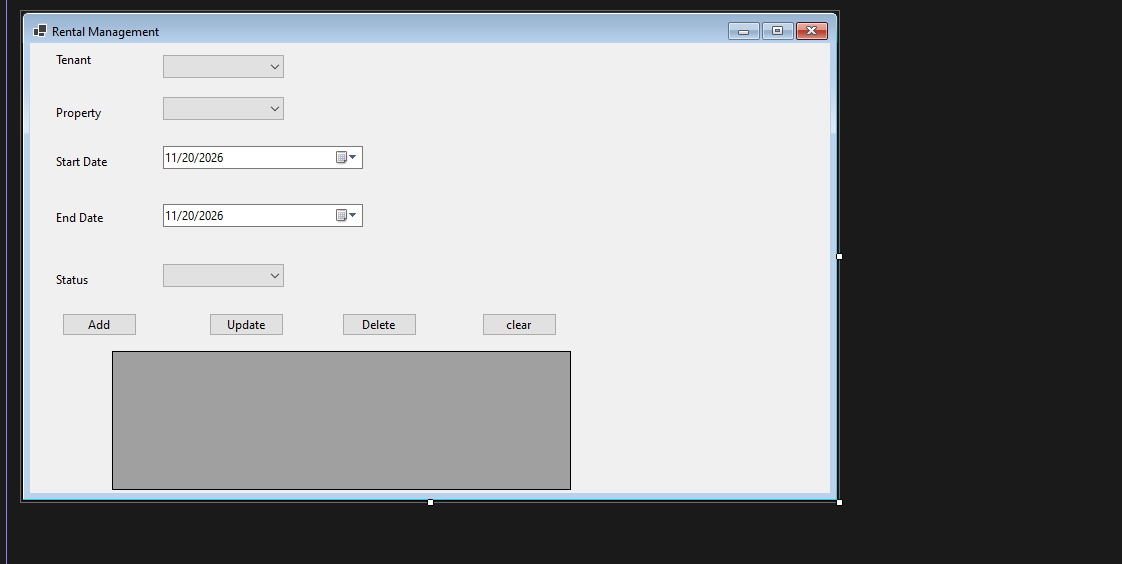 Rental Management
Tenant
Property
Start Date 11/20/2026
End Date 11/20/2026
Status
Add Update Delete clear